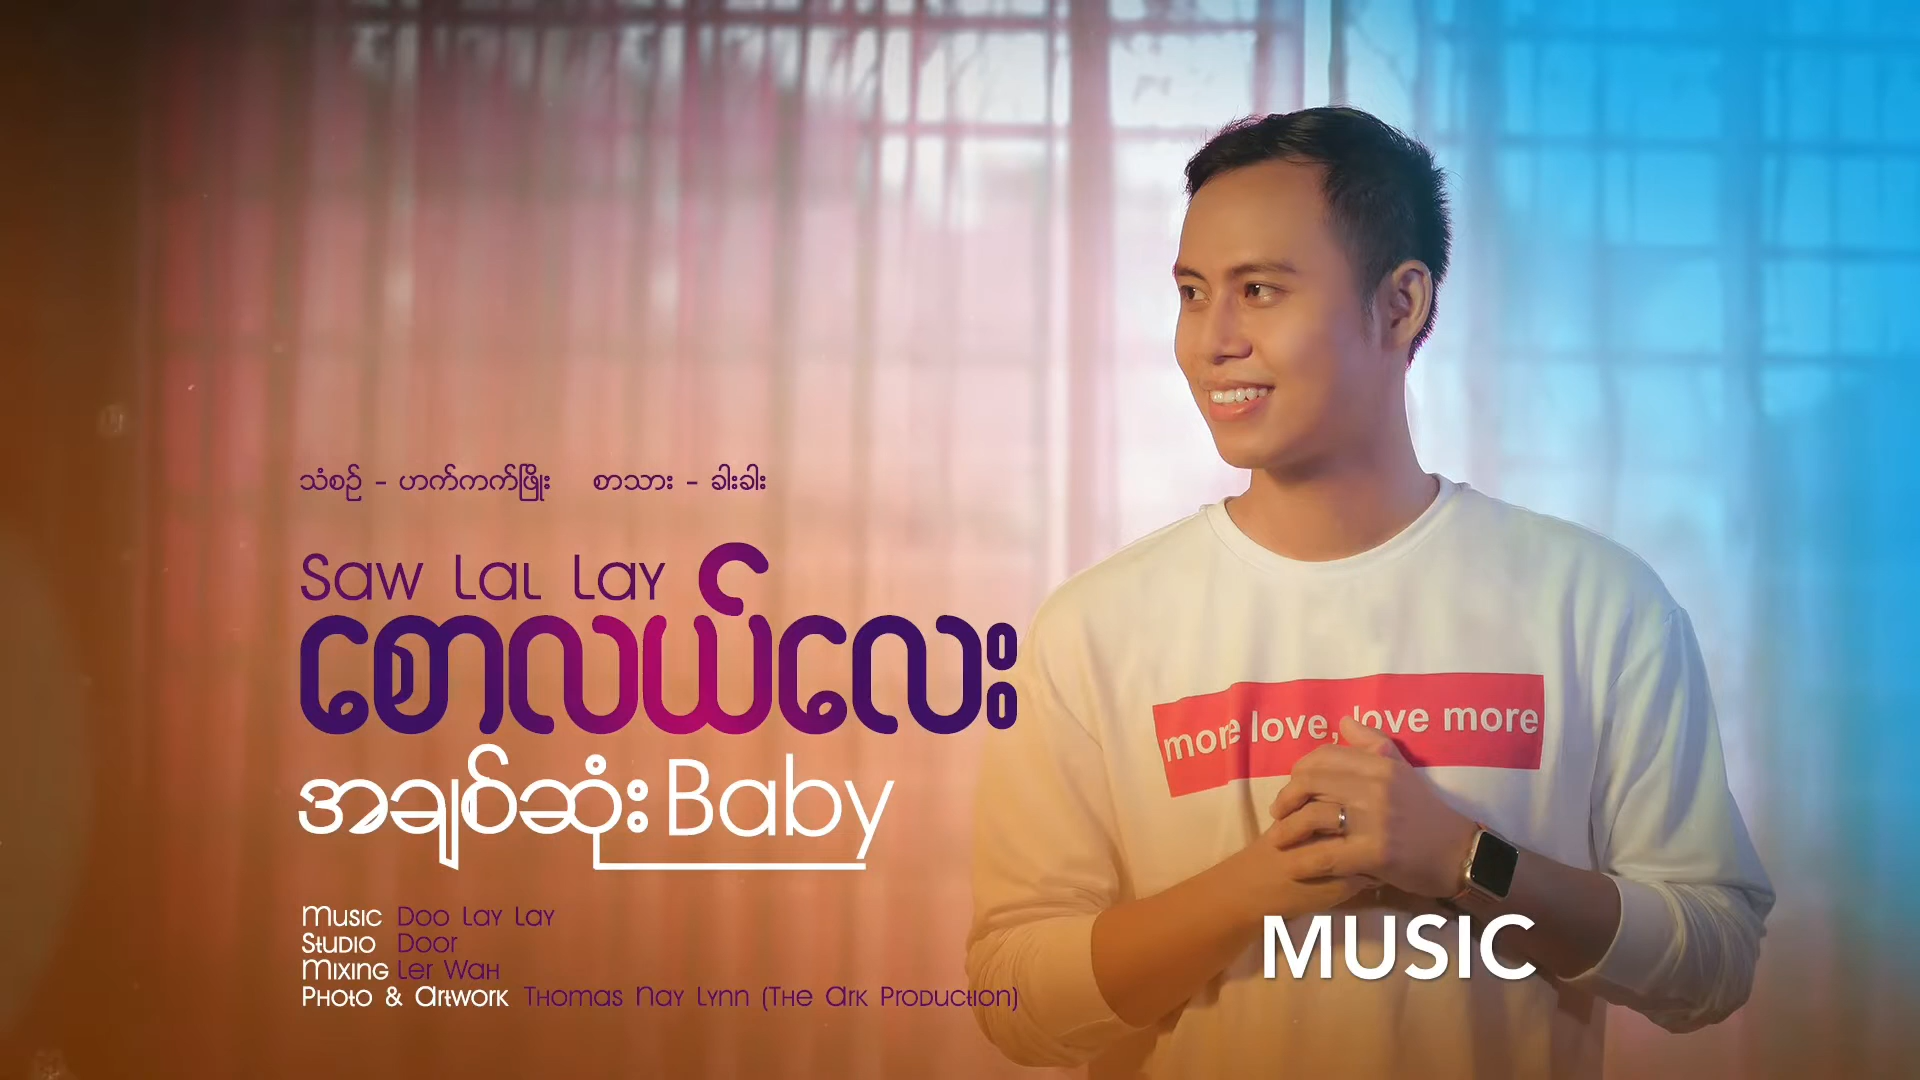 သံစဉ် - ဟက်ကက်ဖြိုး စာသား - ခါးခါး
Saw Lal Lay
စောလယ်လေး
အချစ်ဆုံး Baby
Music Doo Lay Lay
Studio Door
Mixing Ler Wah
Photo & Artwork Thomas Nay Lynn (The Ark Production)
more love, love more
MUSIC